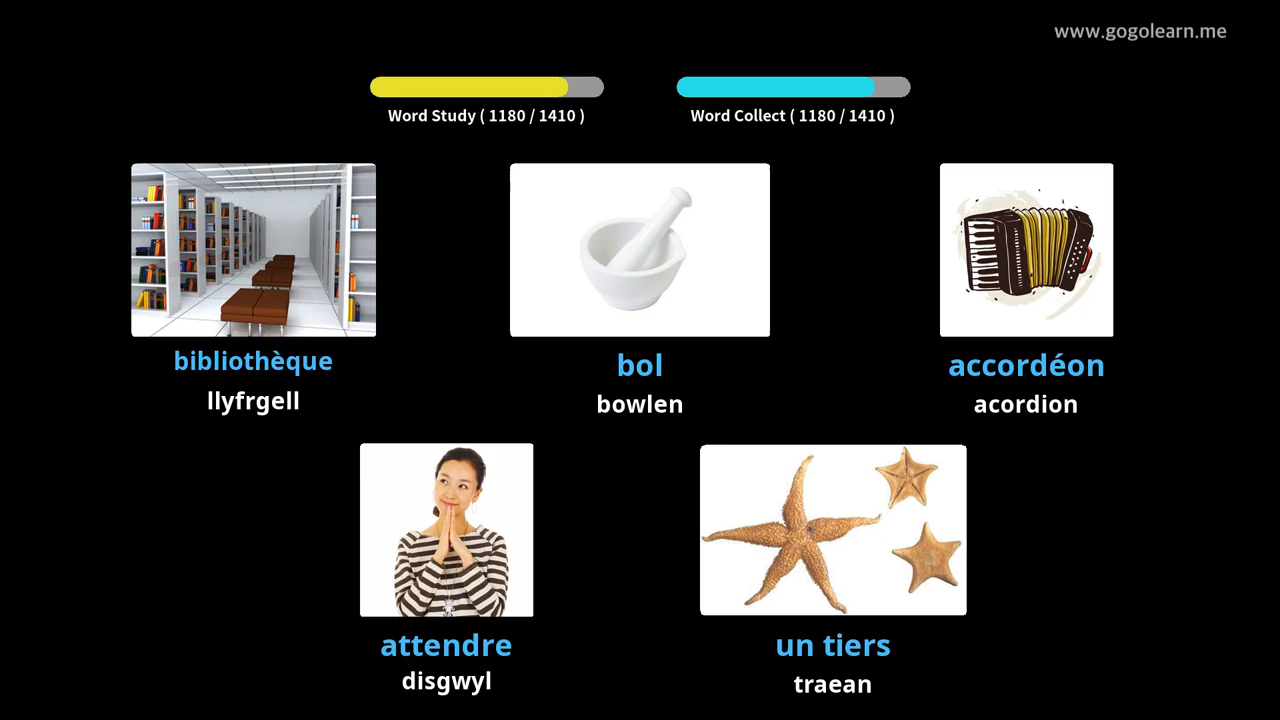 www.gogolearn.me
Word Study ( 1180 / 1410 )
Word Collect ( 1180 / 1410 )
bibliothèque
llyfrgell
bol
bowlen
accordéon
acordion
attendre
disgwyl
un tiers
traean